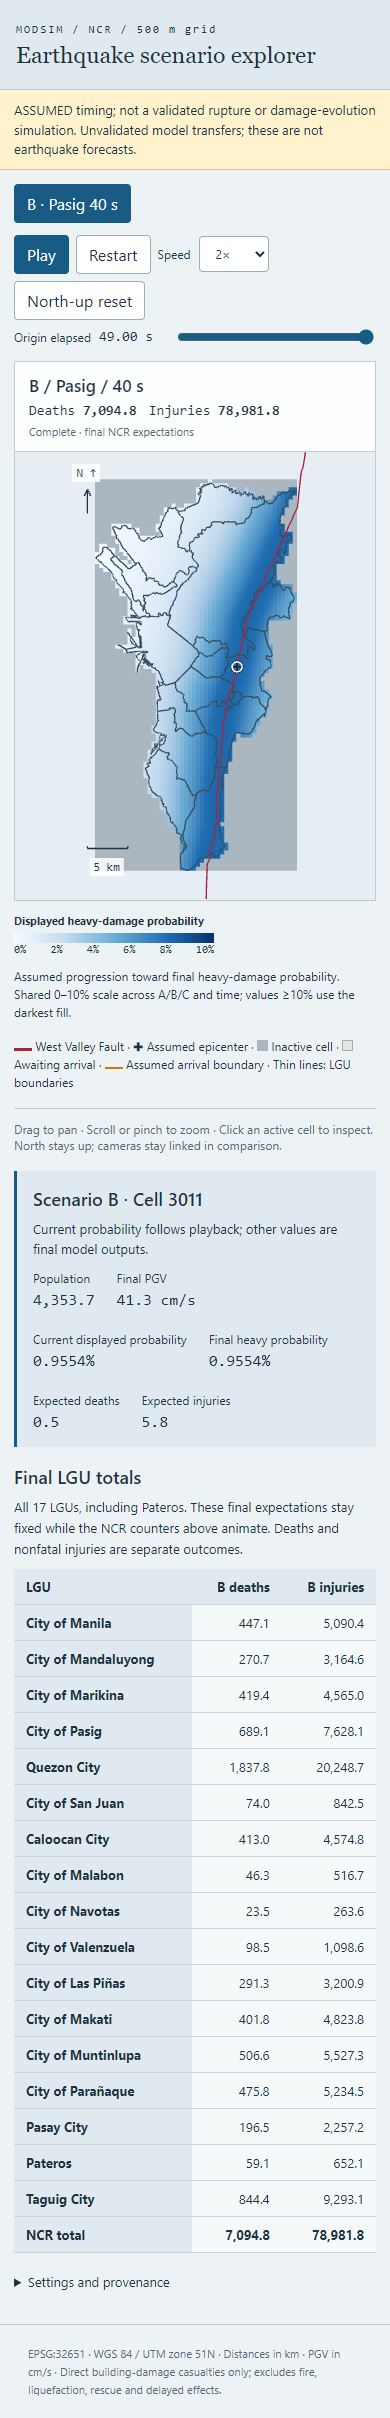 MODSIM / NCR / 500 m grid
Earthquake scenario explorer
ASSUMED timing; not a validated rupture or damage-evolution
simulation. Unvalidated model transfers; these are not
earthquake forecasts.
B · Pasig 40 s
Play Restart Speed 2×
North-up reset
Origin elapsed 49.00 s
B / Pasig / 40 s
Deaths 7,094.8 Injuries 78,981.8
Complete · final NCR expectations
N ↑
5 km
Displayed heavy-damage probability
0% 2% 4% 6% 8% 10%
Assumed progression toward final heavy-damage probability.
Shared 0–10% scale across A/B/C and time; values ≥10% use the
darkest fill.
West Valley Fault · ✚ Assumed epicenter · Inactive cell ·
Awaiting arrival · Assumed arrival boundary · Thin lines: LGU
boundaries
Drag to pan · Scroll or pinch to zoom · Click an active cell to inspect.
North stays up; cameras stay linked in comparison.
Scenario B · Cell 3011
Current probability follows playback; other values are
final model outputs.
Population Final PGV
4,353.7 41.3 cm/s
Current displayed probability Final heavy probability
0.9554% 0.9554%
Expected deaths Expected injuries
0.5 5.8
Final LGU totals
All 17 LGUs, including Pateros. These final expectations stay
fixed while the NCR counters above animate. Deaths and
nonfatal injuries are separate outcomes.
LGU B deaths B injuries
City of Manila 447.1 5,090.4
City of Mandaluyong 270.7 3,164.6
City of Marikina 419.4 4,565.0
City of Pasig 689.1 7,628.1
Quezon City 1,837.8 20,248.7
City of San Juan 74.0 842.5
Caloocan City 413.0 4,574.8
City of Malabon 46.3 516.7
City of Navotas 23.5 263.6
City of Valenzuela 98.5 1,098.6
City of Las Piñas 291.3 3,200.9
City of Makati 401.8 4,823.8
City of Muntinlupa 506.6 5,527.3
City of Parañaque 475.8 5,234.5
Pasay City 196.5 2,257.2
Pateros 59.1 652.1
Taguig City 844.4 9,293.1
NCR total 7,094.8 78,981.8
▶ Settings and provenance
EPSG:32651 · WGS 84 / UTM zone 51N · Distances in km · PGV in
cm/s · Direct building-damage casualties only; excludes fire,
liquefaction, rescue and delayed effects.